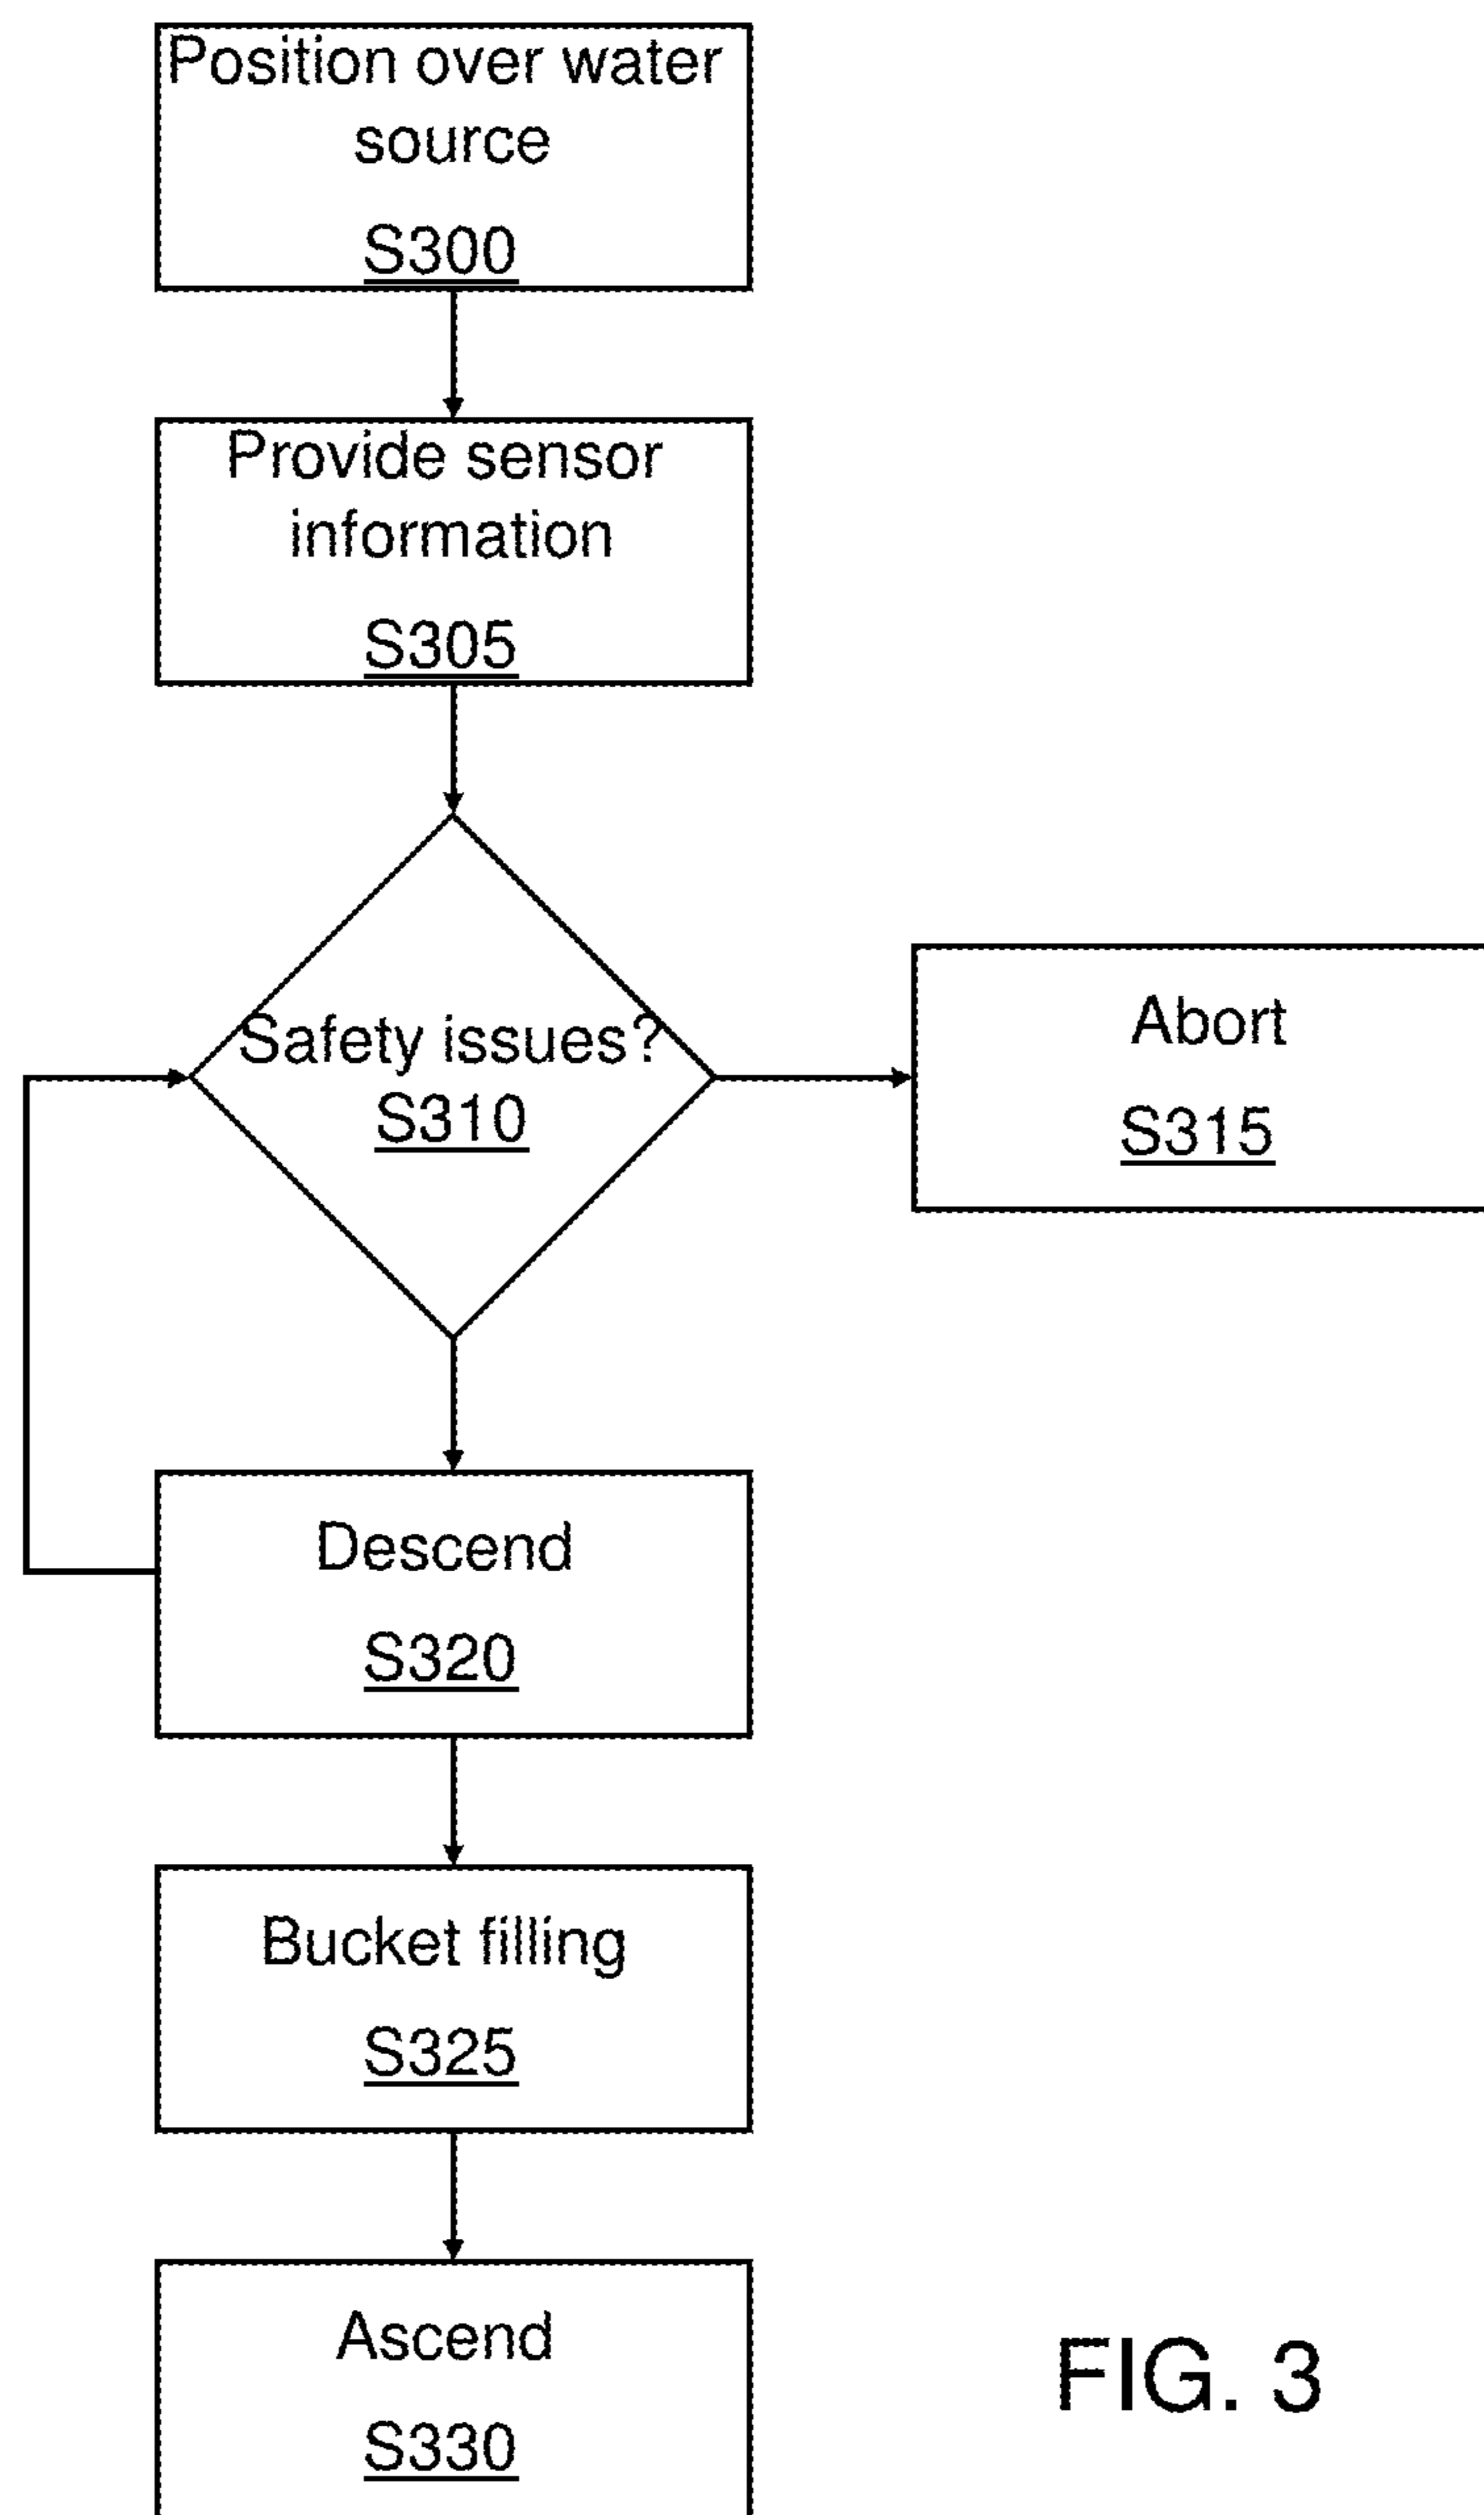 Position over water
source
S300
Provide sensor
information
S305
Safety issues?
S310
Abort
S315
Descend
S320
Bucket filling
S325
Ascend
S330
FIG. 3